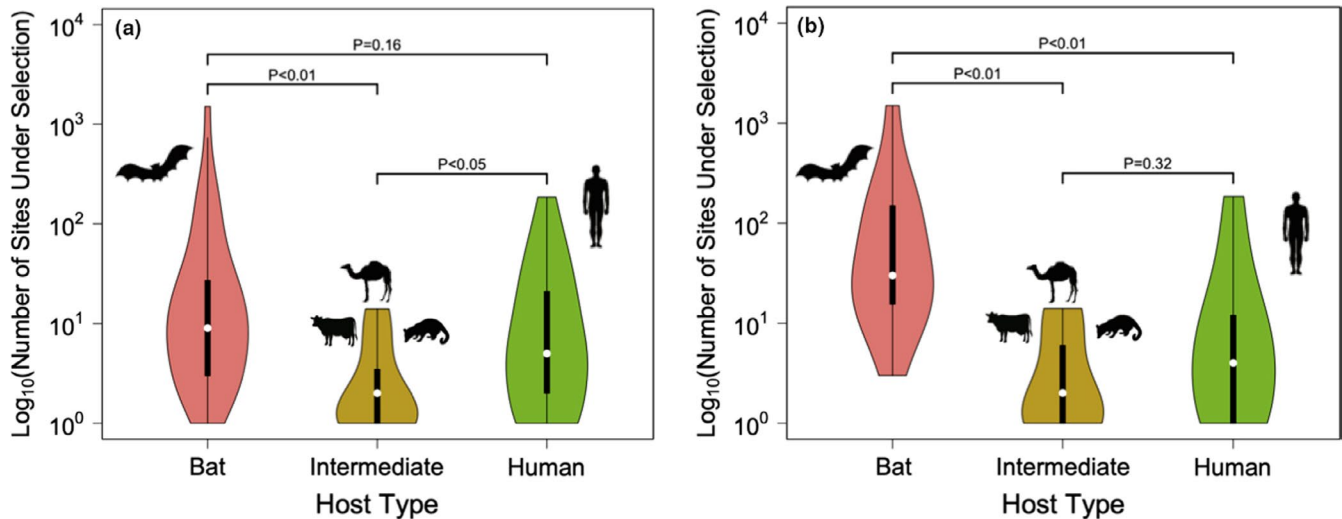 (a)
Log₁₀(Number of Sites Under Selection)
10⁴
10³
10²
10¹
10⁰
P=0.16
P<0.01
P<0.05
Bat
Intermediate
Human
Host Type
(b)
Log₁₀(Number of Sites Under Selection)
10⁴
10³
10²
10¹
10⁰
P<0.01
P<0.01
P=0.32
Bat
Intermediate
Human
Host Type